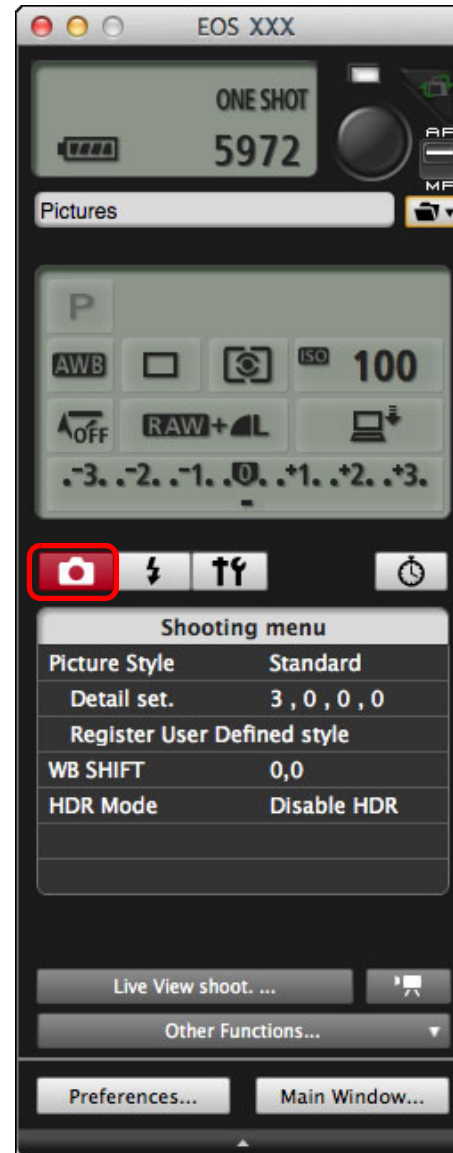 EOS XXX
ONE SHOT
5972
AF
MF
Pictures
P
AWB
ISO 100
OFF RAW+L
.-3. .-2. .-1. .0. .+1. .+2. .+3.
Shooting menu
Picture Style Standard
Detail set. 3 , 0 , 0 , 0
Register User Defined style
WB SHIFT 0,0
HDR Mode Disable HDR
Live View shoot. ...
Other Functions...
Preferences... Main Window...